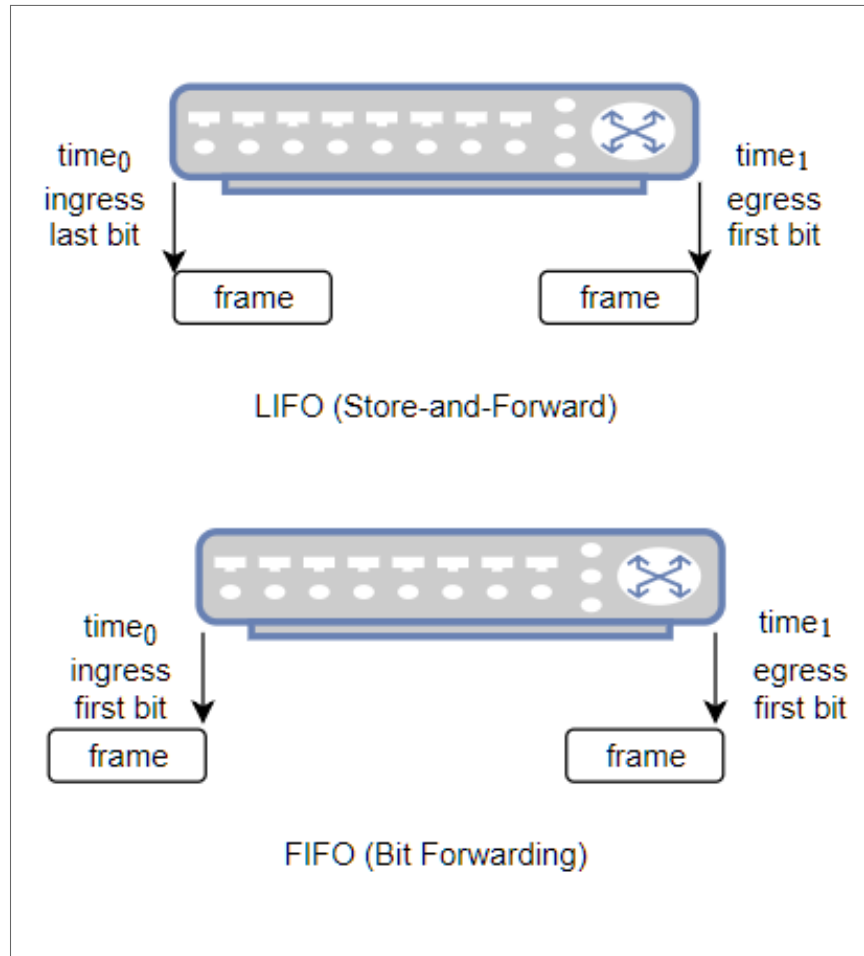 time0
ingress
last bit
time1
egress
first bit
frame
frame
LIFO (Store-and-Forward)
time0
ingress
first bit
time1
egress
first bit
frame
frame
FIFO (Bit Forwarding)